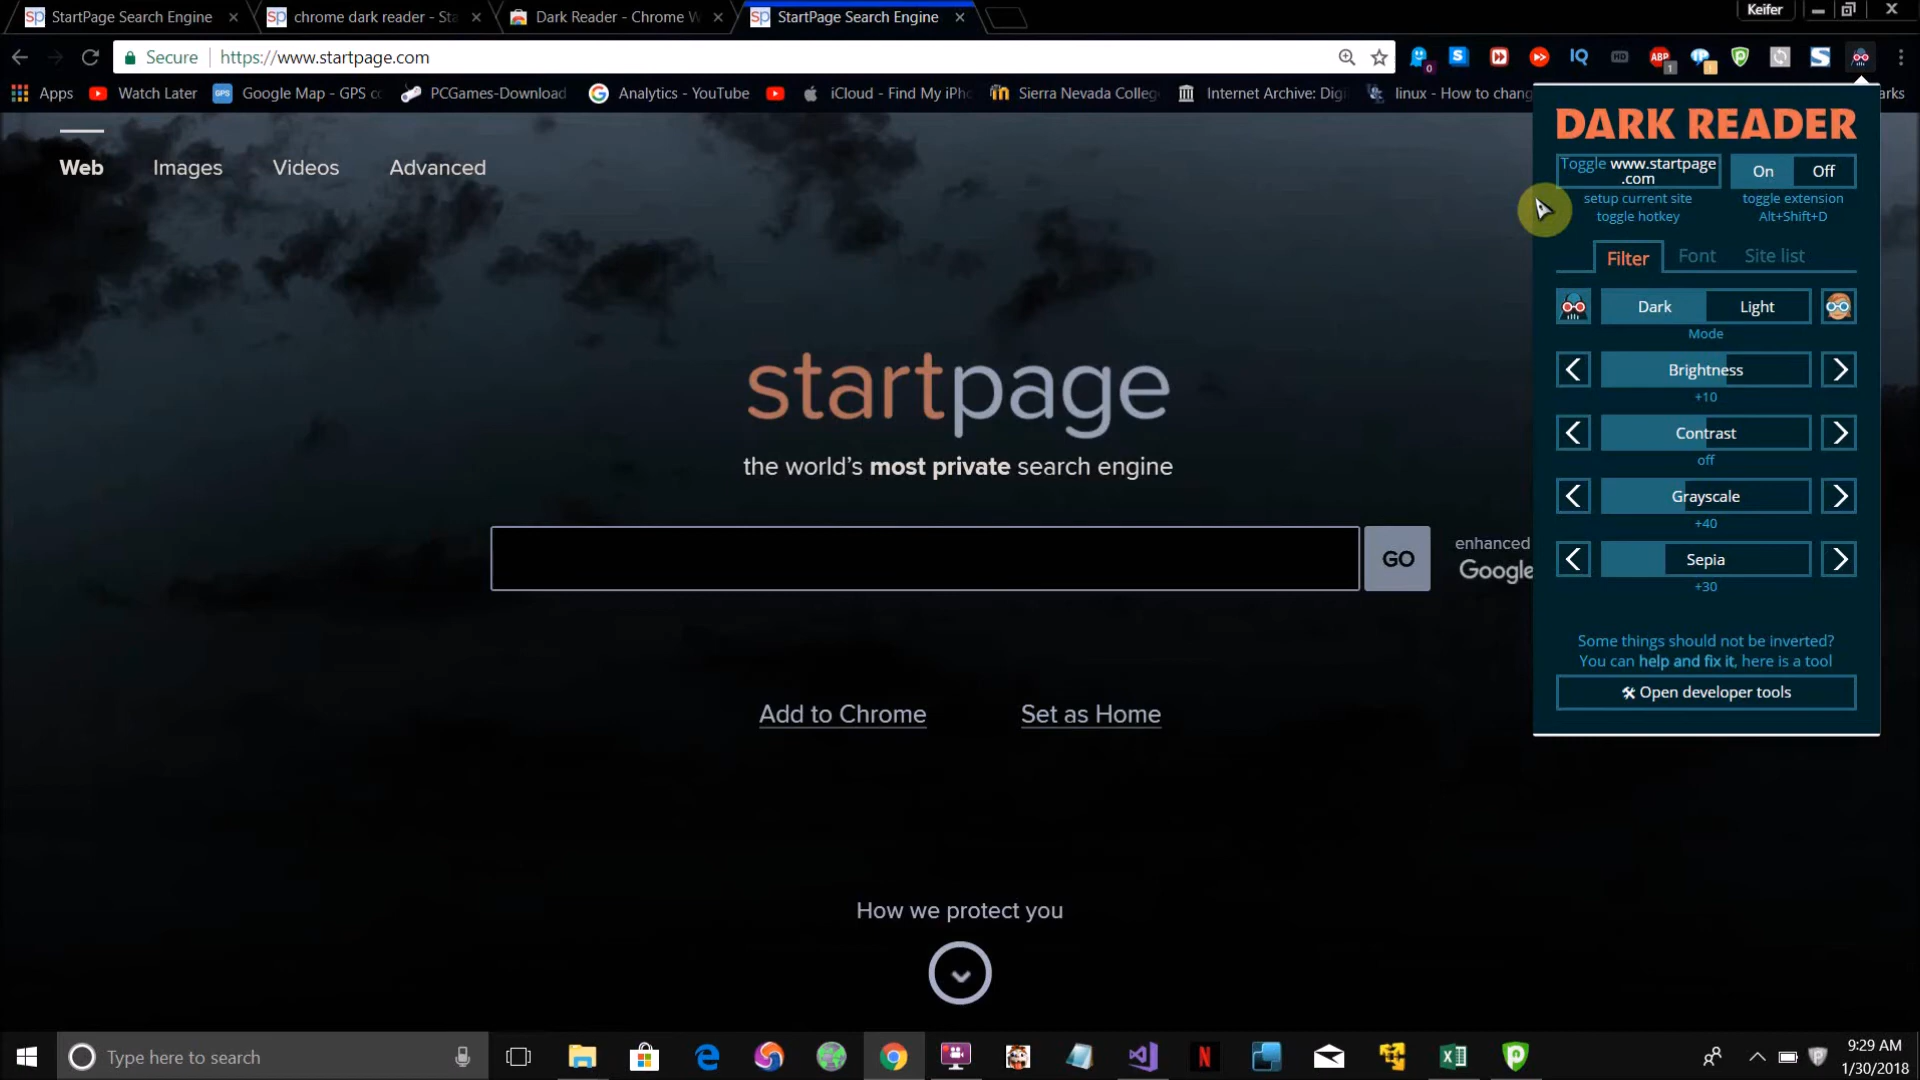 StartPage Search Engine
chrome dark reader - Sta
Dark Reader - Chrome W
StartPage Search Engine
Keifer
Secure https://www.startpage.com
Apps Watch Later Google Map - GPS cc PCGames-Download Analytics - YouTube iCloud - Find My iPho Sierra Nevada Colleg Internet Archive: Digi linux - How to chang arks
Web Images Videos Advanced
startpage
the world's most private search engine
GO
enhanced
Google
Add to Chrome Set as Home
How we protect you
DARK READER
Toggle www.startpage
.com
On Off
setup current site
toggle hotkey
toggle extension
Alt+Shift+D
Filter Font Site list
Dark Light
Mode
Brightness
+10
Contrast
off
Grayscale
+40
Sepia
+30
Some things should not be inverted?
You can help and fix it, here is a tool
Open developer tools
Type here to search
9:29 AM
1/30/2018